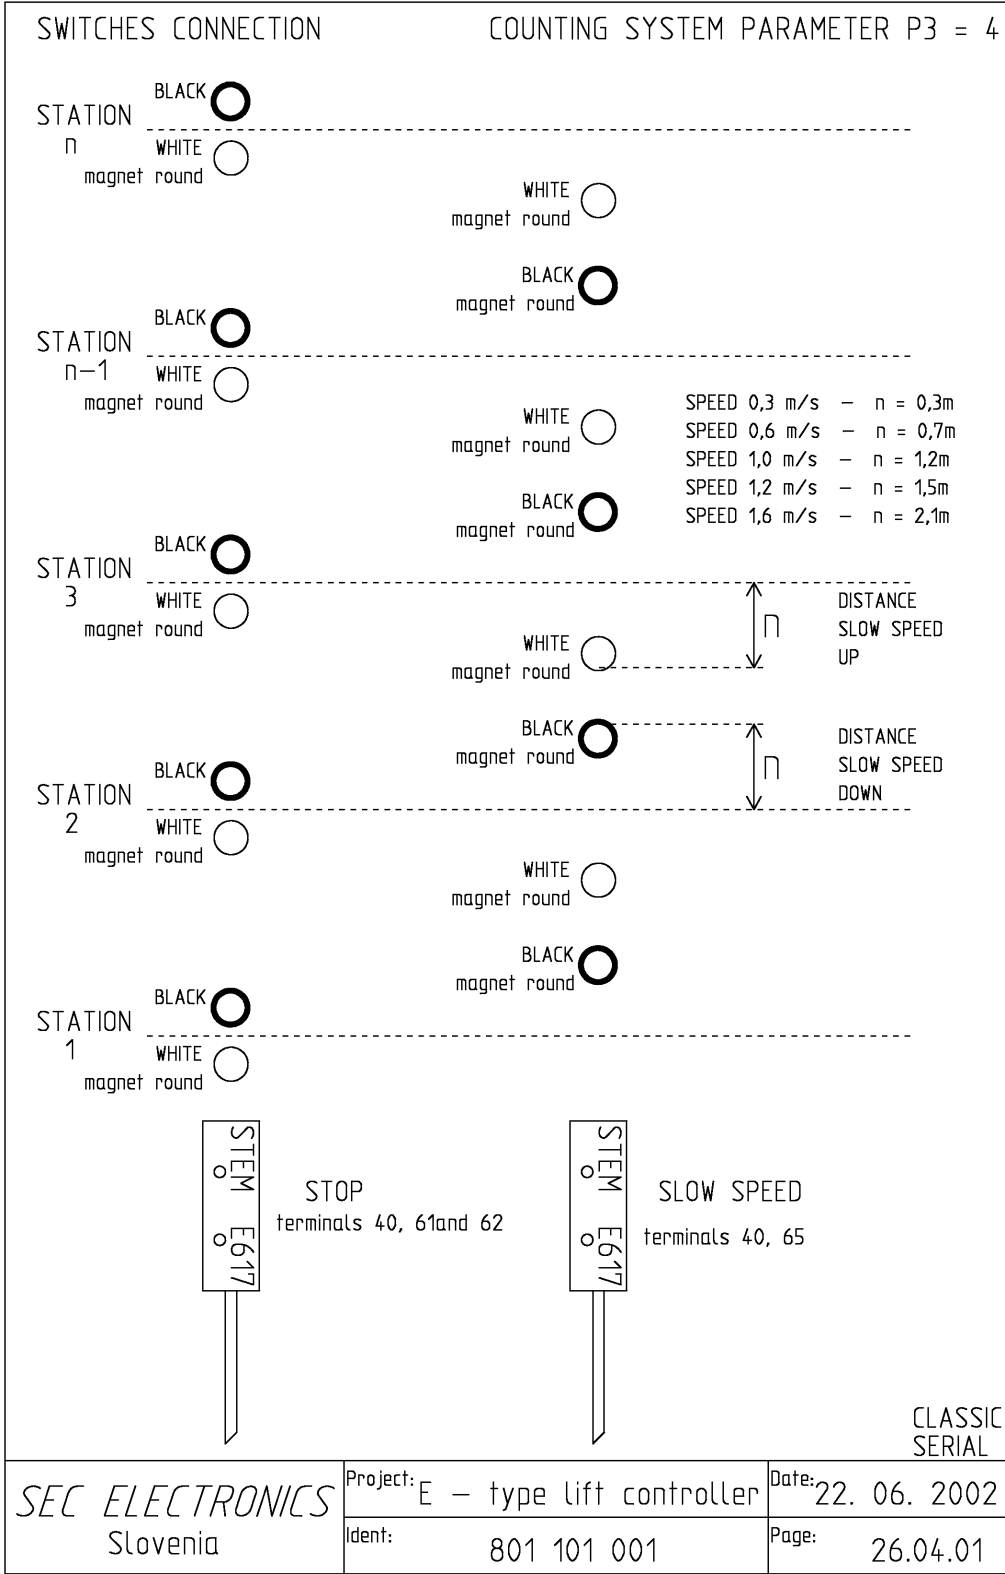 SWITCHES CONNECTION
COUNTING SYSTEM PARAMETER P3 = 4
BLACK
STATION
n
WHITE
magnet round
WHITE
magnet round
BLACK
magnet round
BLACK
STATION
n-1
WHITE
magnet round
WHITE
magnet round
SPEED 0,3 m/s - n = 0,3m
SPEED 0,6 m/s - n = 0,7m
SPEED 1,0 m/s - n = 1,2m
SPEED 1,2 m/s - n = 1,5m
SPEED 1,6 m/s - n = 2,1m
BLACK
magnet round
BLACK
STATION
3
WHITE
magnet round
n
DISTANCE
SLOW SPEED
UP
WHITE
magnet round
BLACK
magnet round
n
DISTANCE
SLOW SPEED
DOWN
BLACK
STATION
2
WHITE
magnet round
WHITE
magnet round
BLACK
magnet round
BLACK
STATION
1
WHITE
magnet round
STEM E617
STOP
terminals 40, 61and 62
STEM E617
SLOW SPEED
terminals 40, 65
CLASSIC
SERIAL
SEC ELECTRONICS
Slovenia
Project: E - type lift controller
Date: 22. 06. 2002
Ident: 801 101 001
Page: 26.04.01